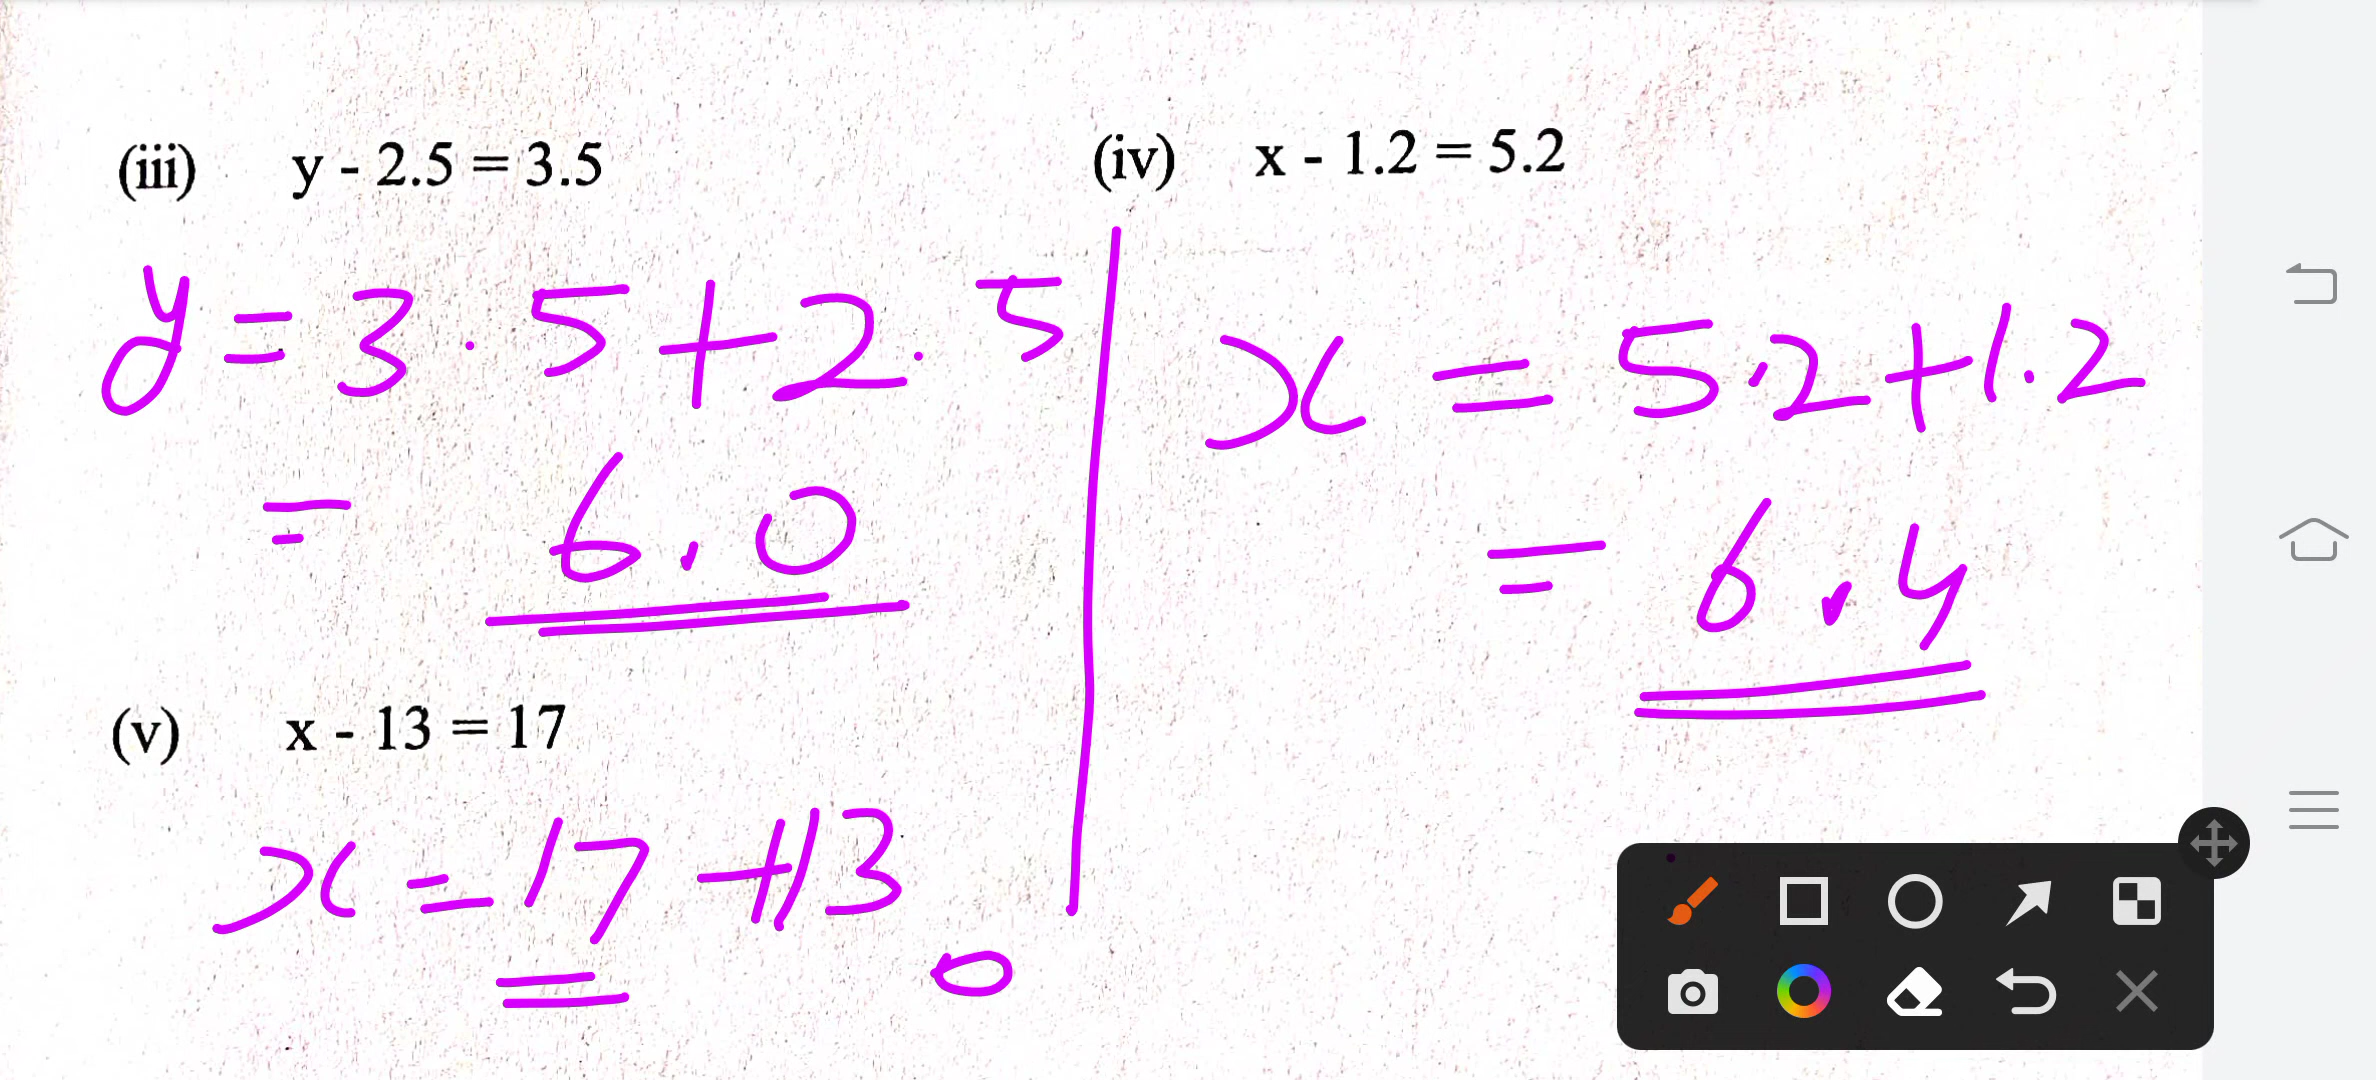 (iii) y - 2.5 = 3.5
y = 3.5 + 2.5
= 6.0
(iv) x - 1.2 = 5.2
x = 5.2 + 1.2
= 6.4
(v) x - 13 = 17
x = 17 + 13
= 0